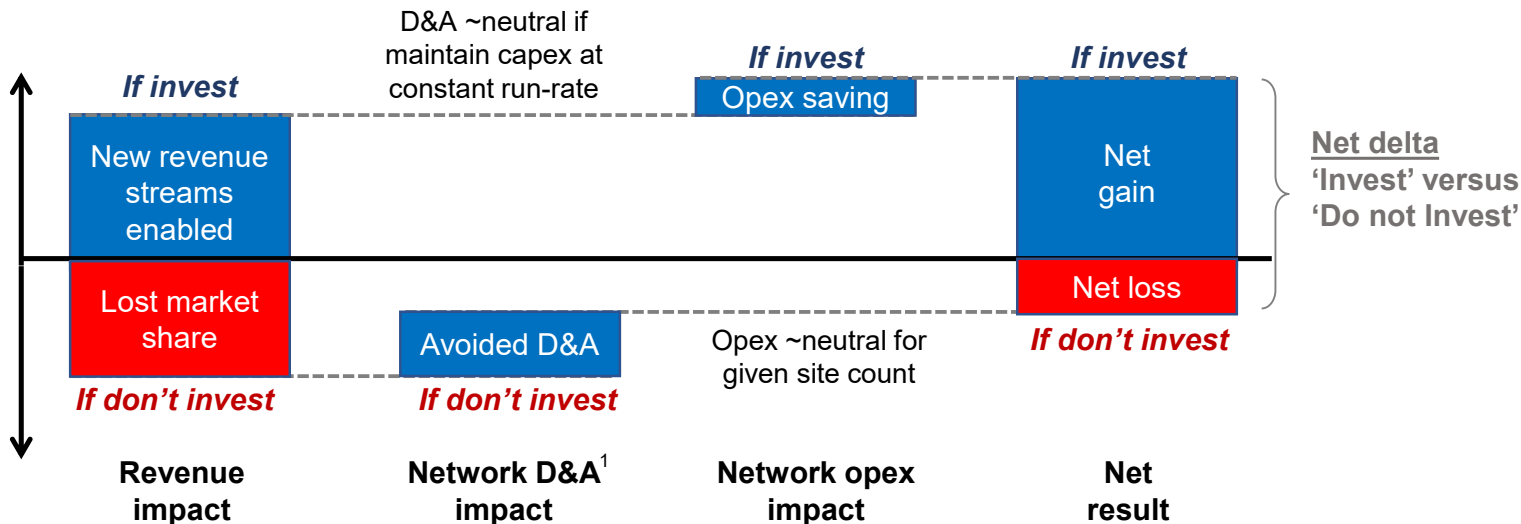 D&A ~neutral if
maintain capex at
constant run-rate
If invest
If invest
If invest
New revenue
streams
enabled
Opex saving
Net
gain
Net delta
‘Invest’ versus
‘Do not Invest’
Lost market
share
Avoided D&A
Opex ~neutral for
given site count
Net loss
If don’t invest
If don’t invest
If don’t invest
Revenue
impact
Network D&A¹
impact
Network opex
impact
Net
result